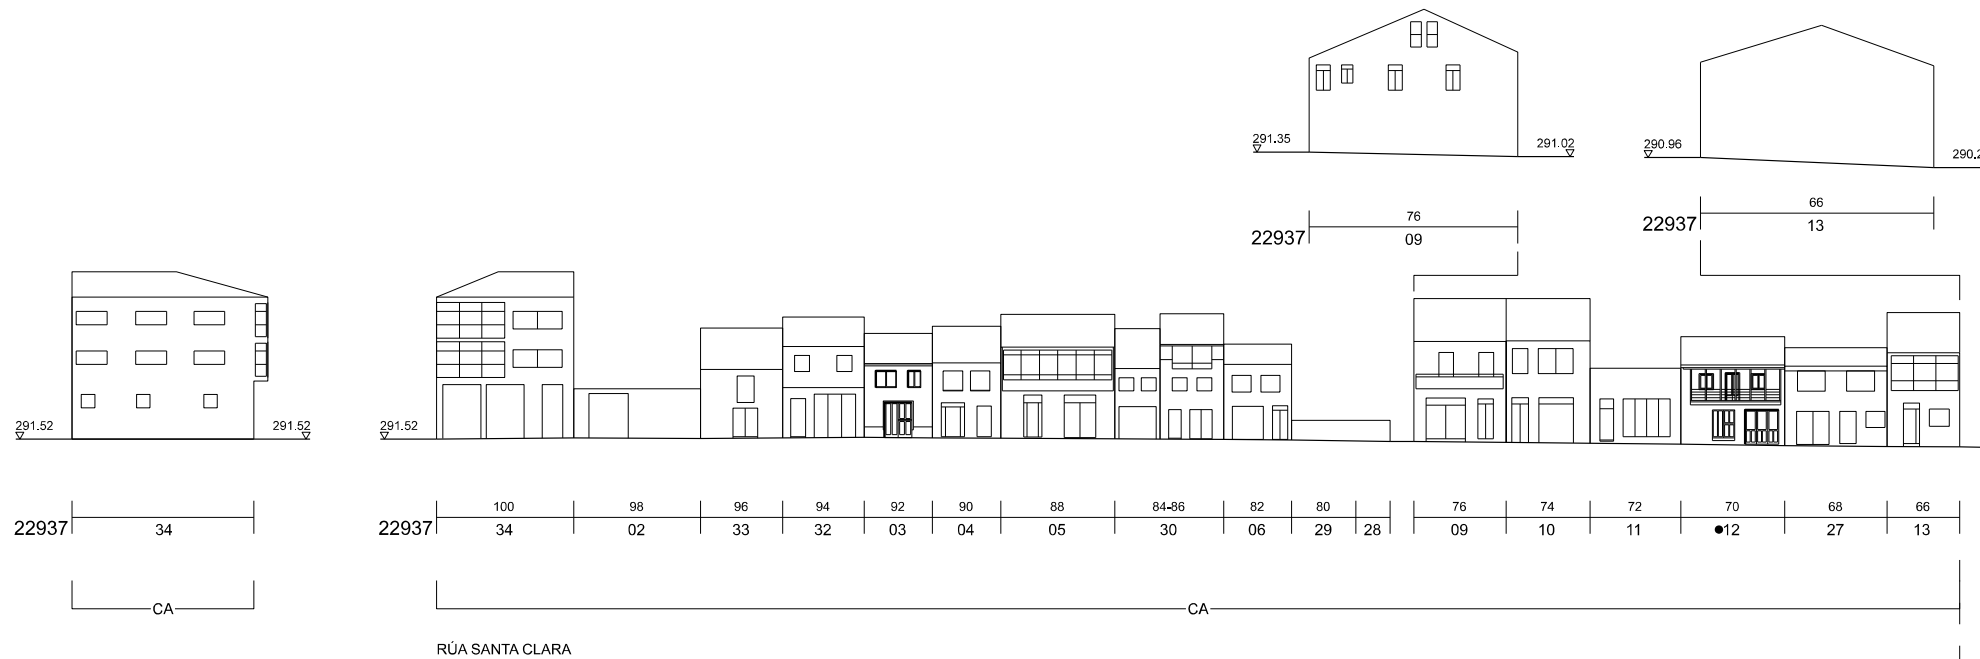 291.35
291.02
290.96
76
22937
09
66
22937
13
291.52
291.52
291.52
100 98 96 94 92 90 88 84-86 82 80 76 74 72 70 68 66
22937 34
22937 34 02 33 32 03 04 05 30 06 29 28 09 10 11 ●12 27 13
CA
CA
RÚA SANTA CLARA